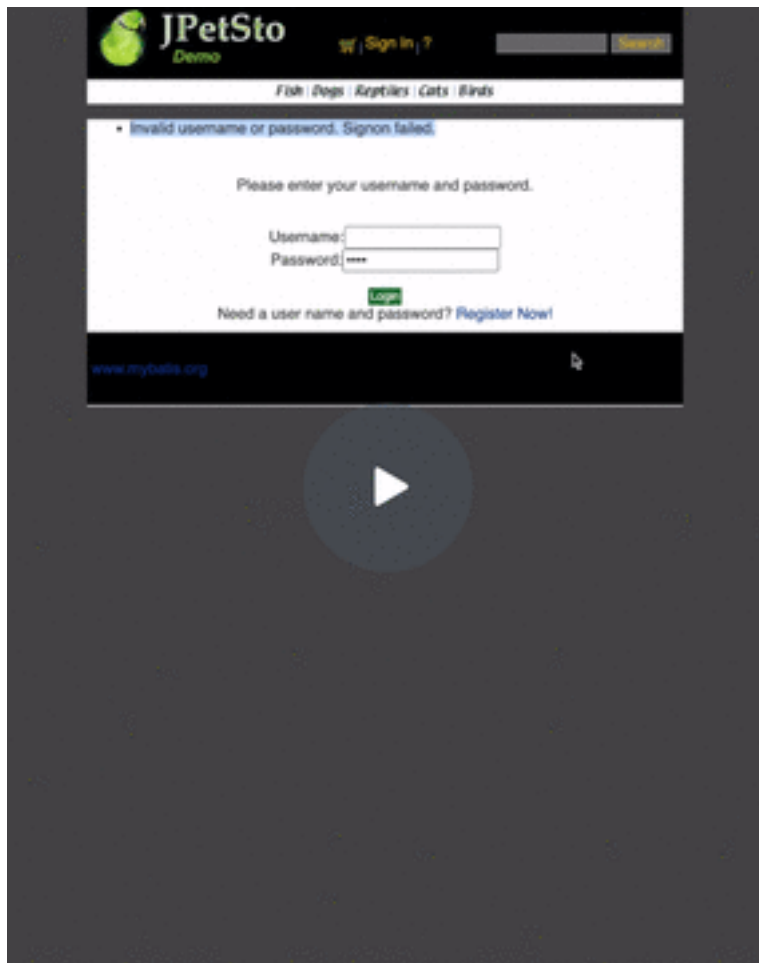 JPetSto
Demo
Sign In | ?
Search
Fish | Dogs | Reptiles | Cats | Birds
• Invalid username or password. Signon failed.
Please enter your username and password.
Username:
Password: ••••
Login
Need a user name and password? Register Now!
www.mybatis.org